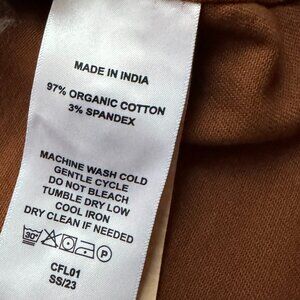 MADE IN INDIA
97% ORGANIC COTTON
3% SPANDEX
MACHINE WASH COLD
GENTLE CYCLE
DO NOT BLEACH
TUMBLE DRY LOW
COOL IRON
DRY CLEAN IF NEEDED
30° P
CFL01
SS/23